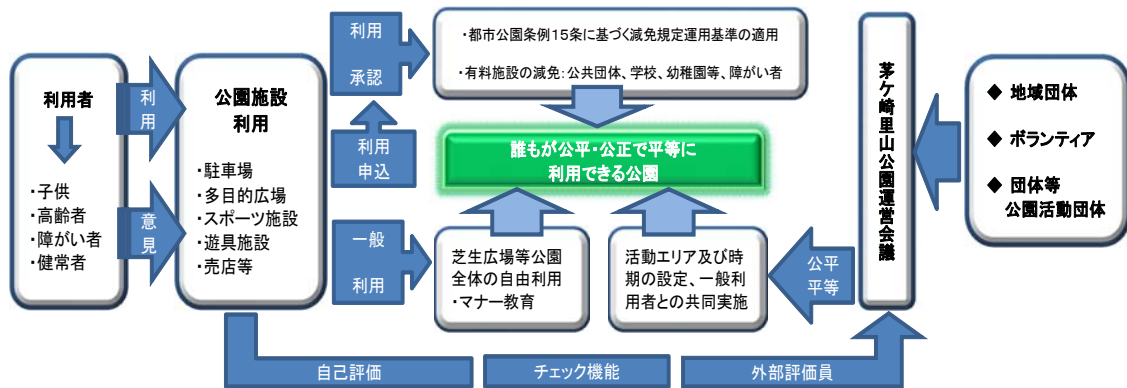 利用者
・子供
・高齢者
・障がい者
・健常者
利用
意見
公園施設
利用
・駐車場
・多目的広場
・スポーツ施設
・遊具施設
・売店等
利用
承認
利用
申込
一般
利用
・都市公園条例15条に基づく減免規定運用基準の適用
・有料施設の減免：公共団体、学校、幼稚園等、障がい者
誰もが公平・公正で平等に
利用できる公園
芝生広場等公園
全体の自由利用
・マナー教育
活動エリア及び時
期の設定、一般利
用者との共同実施
公平
平等
茅ケ崎里山公園運営会議
◆ 地域団体
◆ ボランティア
◆ 団体等
公園活動団体
自己評価
チェック機能
外部評価員